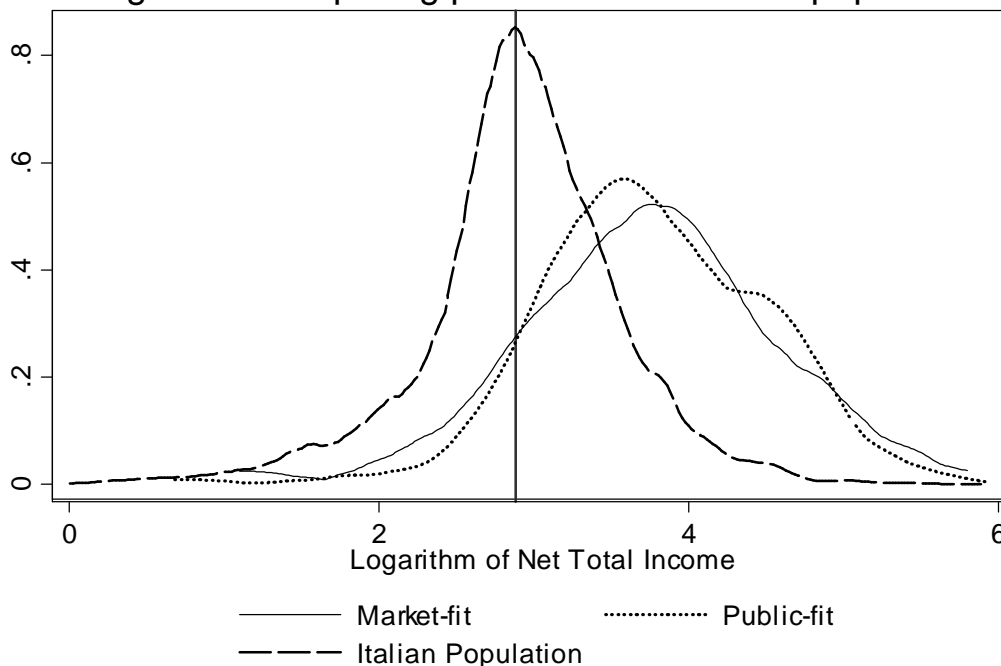 .8
.6
.4
.2
0
0 2 4 6
Logarithm of Net Total Income
Market-fit Public-fit
Italian Population